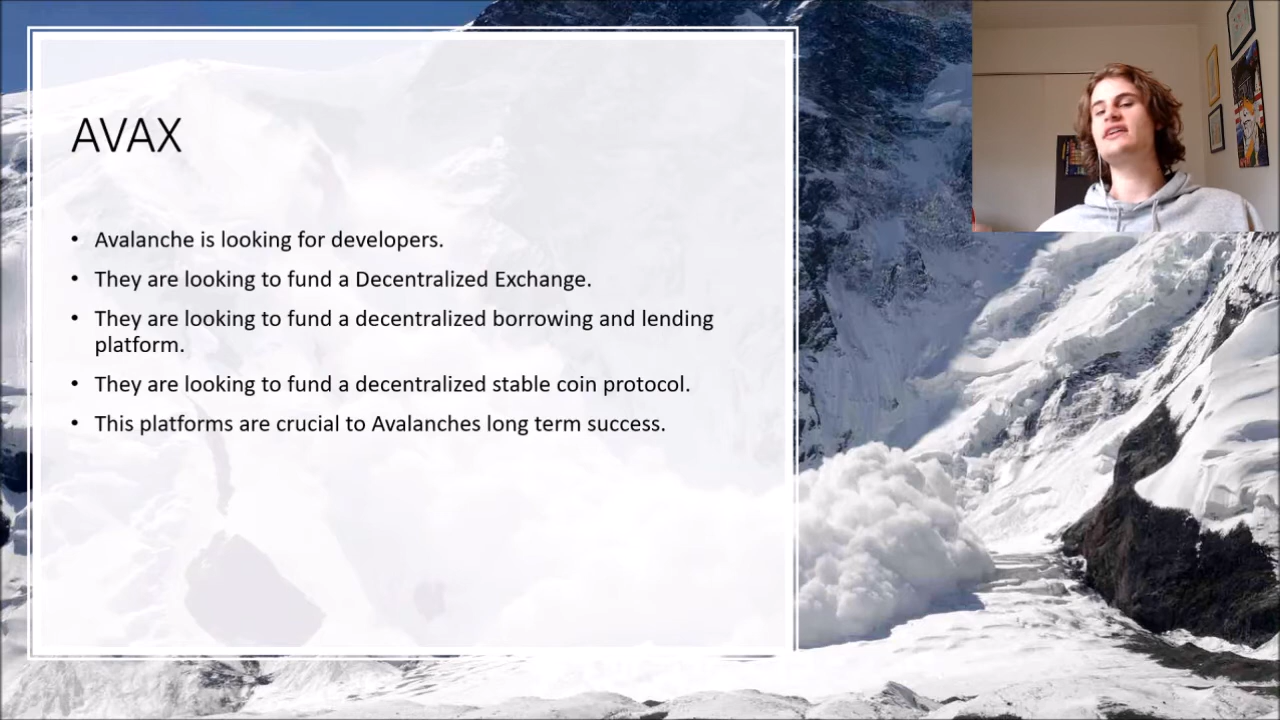 AVAX
• Avalanche is looking for developers.
• They are looking to fund a Decentralized Exchange.
• They are looking to fund a decentralized borrowing and lending
platform.
• They are looking to fund a decentralized stable coin protocol.
• This platforms are crucial to Avalanches long term success.